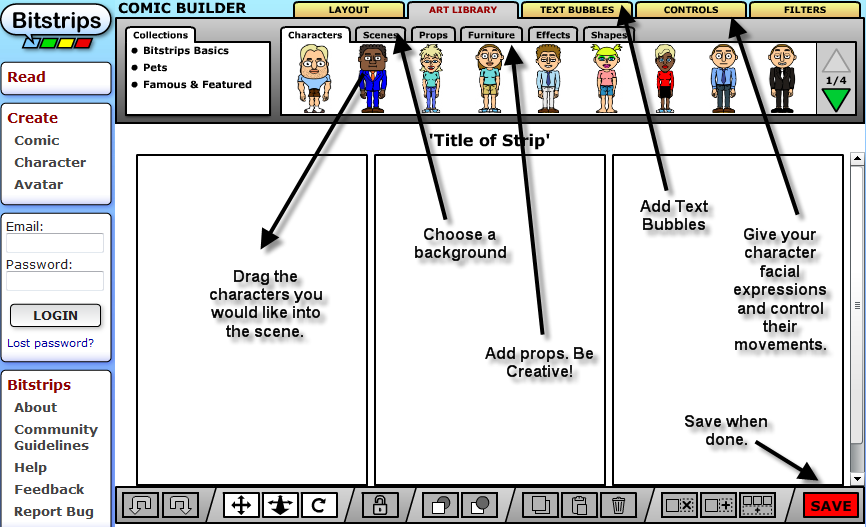 Bitstrips
Read
Create
Comic
Character
Avatar
Email:
Password:
LOGIN
Lost password?
Bitstrips
About
Community
Guidelines
Help
Feedback
Report Bug
COMIC BUILDER
LAYOUT
ART LIBRARY
TEXT BUBBLES
CONTROLS
FILTERS
Collections
Bitstrips Basics
Pets
Famous & Featured
Characters
Scenes
Props
Furniture
Effects
Shapes
1/4
'Title of Strip'
Drag the
characters you
would like into
the scene.
Choose a
background
Add props. Be
Creative!
Add Text
Bubbles
Give your
character
facial
expressions
and control
their
movements.
Save when
done.
SAVE